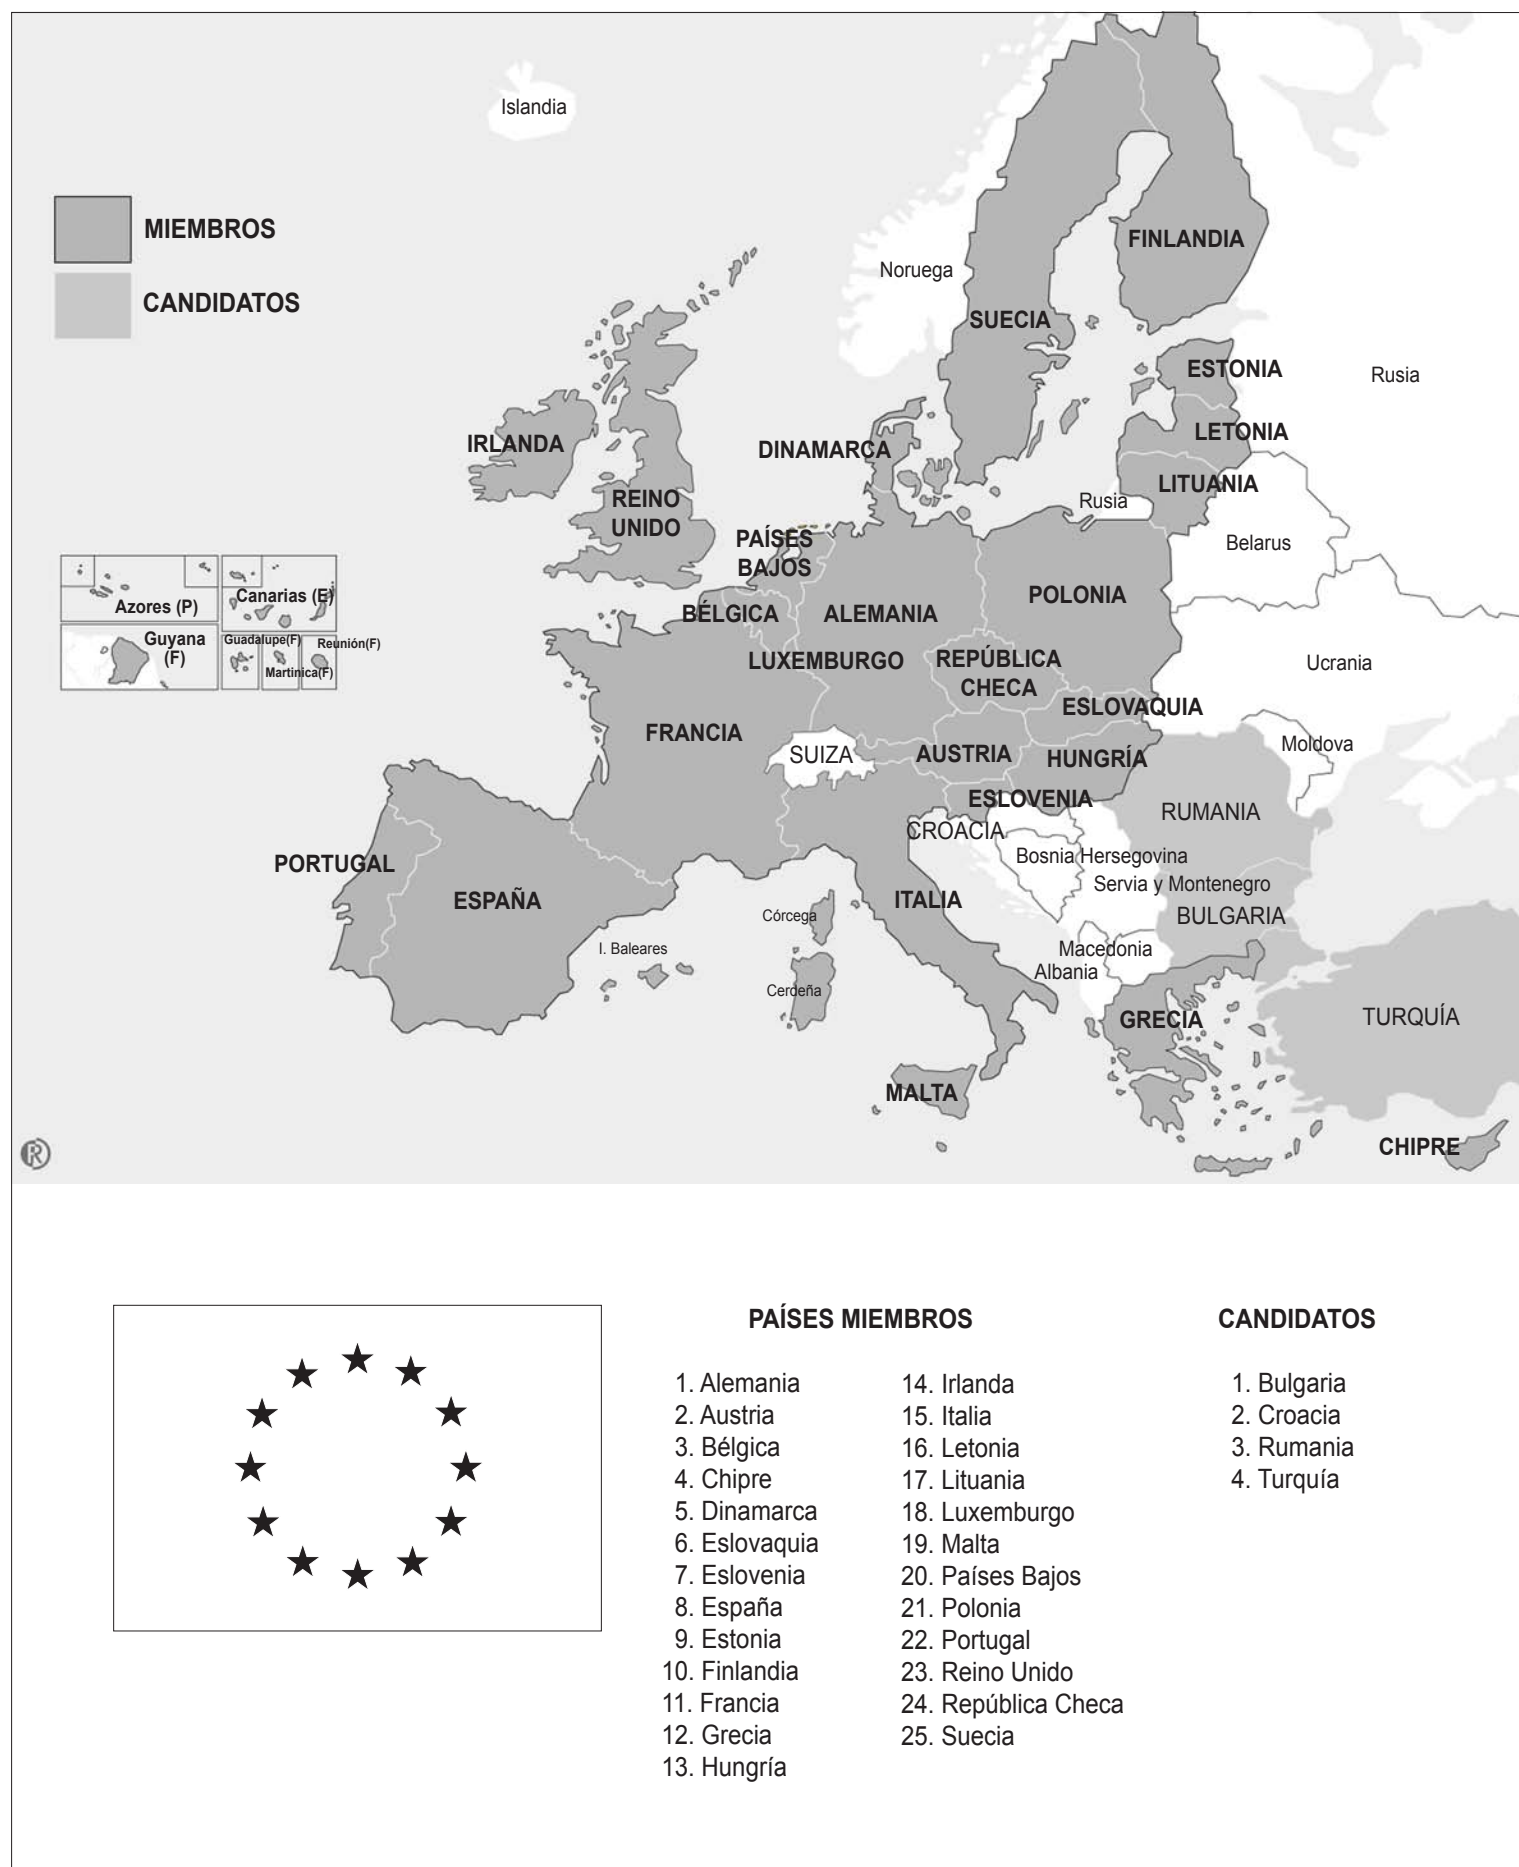 Islandia
MIEMBROS
CANDIDATOS
Noruega
FINLANDIA
SUECIA
ESTONIA
Rusia
LETONIA
IRLANDA
DINAMARCA
LITUANIA
Rusia
REINO
UNIDO
PAÍSES
BAJOS
Belarus
Azores (P)
Canarias (E)
BÉLGICA
ALEMANIA
POLONIA
Guyana
(F)
Guadalupe(F)
Reunión(F)
Martinica(F)
LUXEMBURGO
REPÚBLICA
CHECA
Ucrania
ESLOVAQUIA
FRANCIA
SUIZA
AUSTRIA
HUNGRÍA
Moldova
ESLOVENIA
RUMANIA
CROACIA
Bosnia Hersegovina
PORTUGAL
ESPAÑA
ITALIA
Servia y Montenegro
BULGARIA
Córcega
I. Baleares
Macedonia
Albania
Cerdeña
GRECIA
TURQUÍA
MALTA
CHIPRE
R
PAÍSES MIEMBROS
1. Alemania
2. Austria
3. Bélgica
4. Chipre
5. Dinamarca
6. Eslovaquia
7. Eslovenia
8. España
9. Estonia
10. Finlandia
11. Francia
12. Grecia
13. Hungría
14. Irlanda
15. Italia
16. Letonia
17. Lituania
18. Luxemburgo
19. Malta
20. Países Bajos
21. Polonia
22. Portugal
23. Reino Unido
24. República Checa
25. Suecia
CANDIDATOS
1. Bulgaria
2. Croacia
3. Rumania
4. Turquía